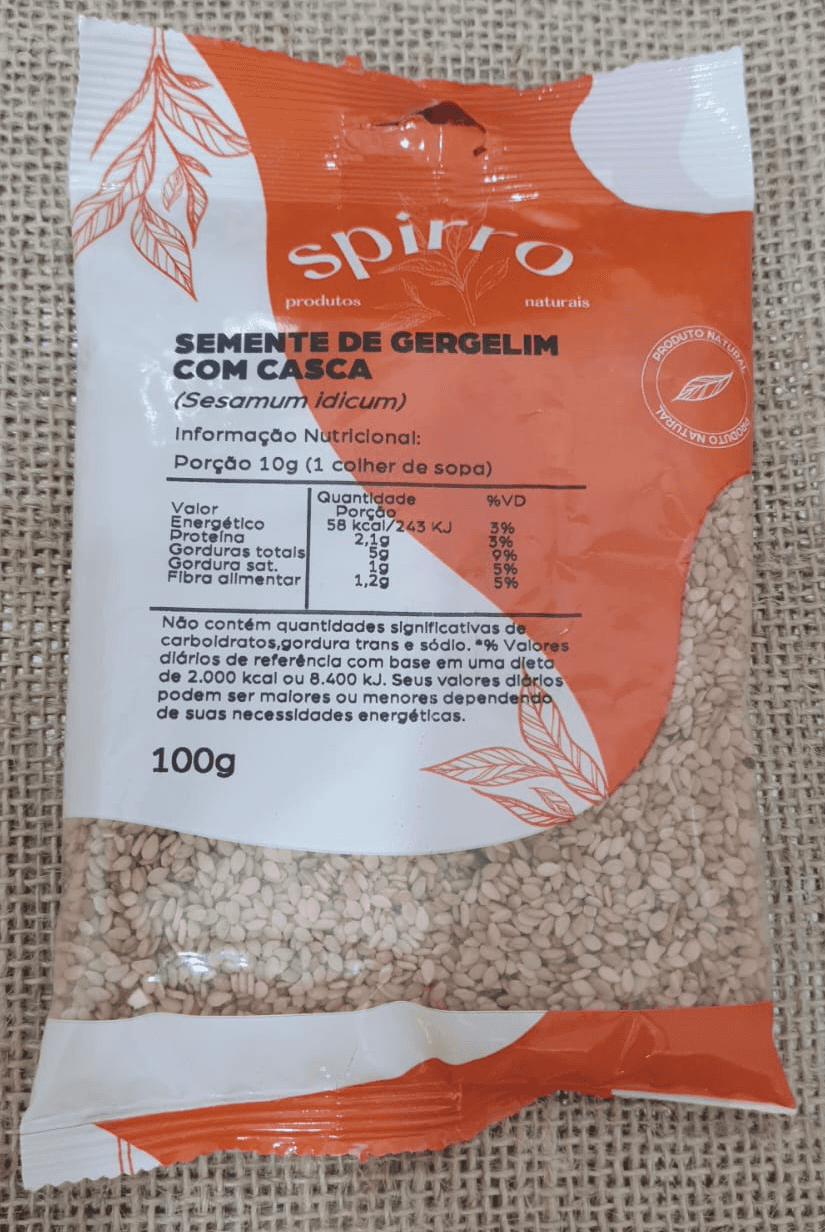 spirro
produtos naturais
SEMENTE DE GERGELIM
COM CASCA
(Sesamum idicum)
PRODUTO NATURAL
PRODUTO NATURAL
Informação Nutricional:
Porção 10g (1 colher de sopa)
Quantidade %VD
Valor Porção
Energético 58 kcal/243 KJ 3%
Proteína 2,1g 3%
Gorduras totais 5g 9%
Gordura sat. 1g 5%
Fibra alimentar 1,2g 5%
Não contém quantidades significativas de
carboidratos,gordura trans e sódio. *% Valores
diários de referência com base em uma dieta
de 2.000 kcal ou 8.400 kJ. Seus valores diários
podem ser maiores ou menores dependendo
de suas necessidades energéticas.
100g